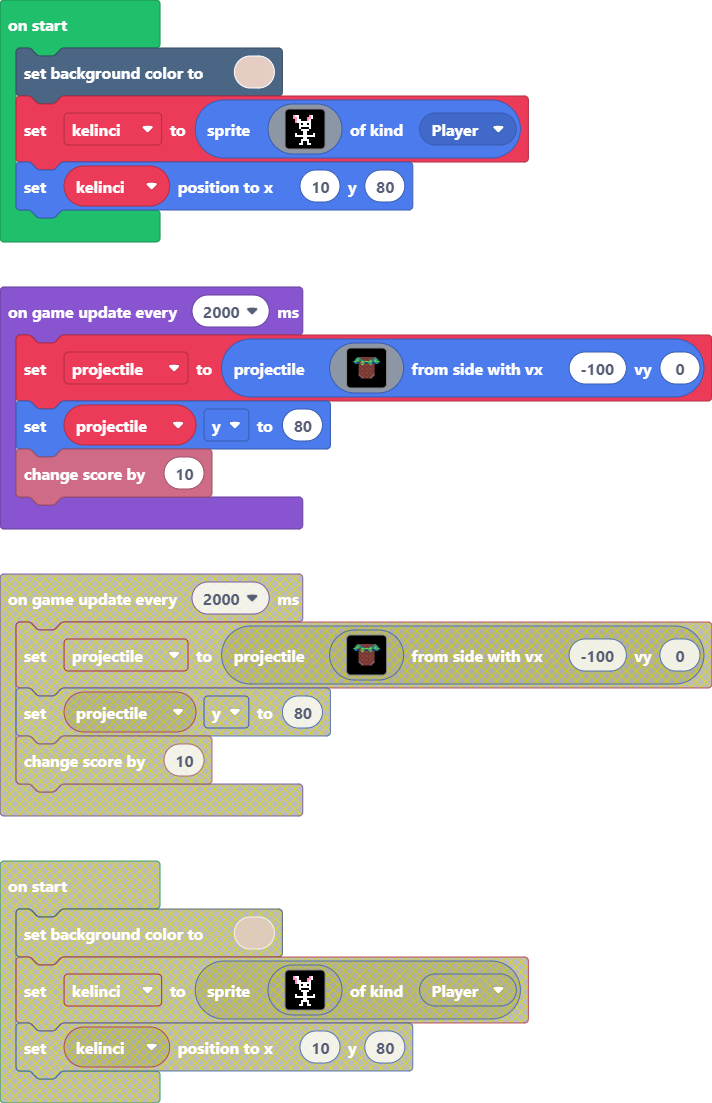 on start
set background color to
set kelinci to sprite of kind Player
set kelinci position to x 10 y 80
on game update every 2000 ms
set projectile to projectile from side with vx -100 vy 0
set projectile y to 80
change score by 10
on game update every 2000 ms
set projectile to projectile from side with vx -100 vy 0
set projectile y to 80
change score by 10
on start
set background color to
set kelinci to sprite of kind Player
set kelinci position to x 10 y 80